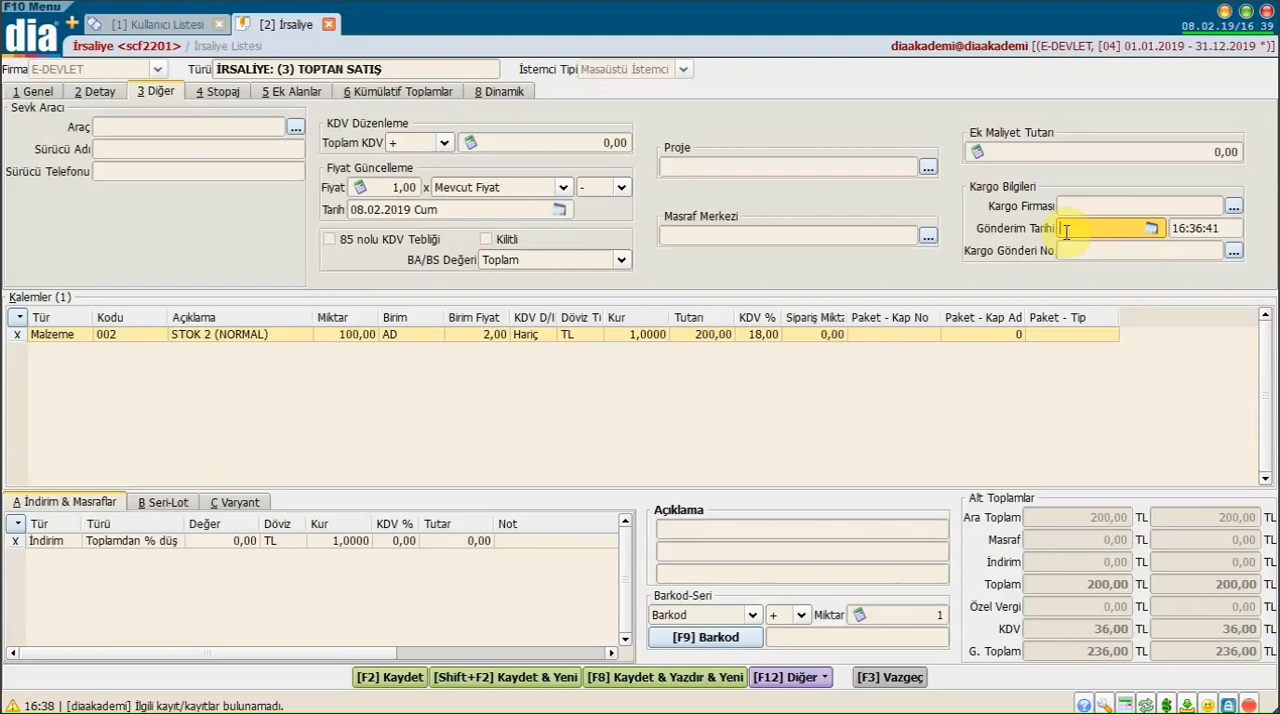 F10 Menu
dia
[1] Kullanıcı Listesi
[2] İrsaliye
08.02.19/16 39
İrsaliye <scf2201> / İrsaliye Listesi
diaakademi@diaakademi [(E-DEVLET, [04] 01.01.2019 - 31.12.2019 *)]
Firma E-DEVLET
Türü İRSALİYE: (3) TOPTAN SATIŞ
İstemci Tipi Masaüstü İstemci
1 Genel
2 Detay
3 Diğer
4 Stopaj
5 Ek Alanlar
6 Kümülatif Toplamlar
8 Dinamik
Sevk Aracı
Araç
...
Sürücü Adı
Sürücü Telefonu
KDV Düzenleme
Toplam KDV + 0,00
Fiyat Güncelleme
Fiyat 1,00 x Mevcut Fiyat -
Tarih 08.02.2019 Cum
85 nolu KDV Tebliği
Kilitli
BA/BS Değeri Toplam
Proje
...
Masraf Merkezi
...
Ek Maliyet Tutarı
0,00
Kargo Bilgileri
Kargo Firması
...
Gönderim Tarihi 16:36:41
Kargo Gönderi No
...
Kalemler (1)
Tür Kodu Açıklama Miktar Birim Birim Fiyat KDV D/I Döviz Tı Kur Tutarı KDV % Sipariş Mikta Paket - Kap No Paket - Kap Ad Paket - Tip
X Malzeme 002 STOK 2 (NORMAL) 100,00 AD 2,00 Hariç TL 1,0000 200,00 18,00 0,00 0
A İndirim & Masraflar
B Seri-Lot
C Varyant
Tür Türü Değer Döviz Kur KDV % Tutar Not
X İndirim Toplamdan % düş 0,00 TL 1,0000 0,00 0,00
Açıklama
Barkod-Seri
Barkod + Miktar 1
[F9] Barkod
Alt Toplamlar
Ara Toplam 200,00 TL 200,00 TL
Masraf 0,00 TL 0,00 TL
İndirim 0,00 TL 0,00 TL
Toplam 200,00 TL 200,00 TL
Özel Vergi 0,00 TL 0,00 TL
KDV 36,00 TL 36,00 TL
G. Toplam 236,00 TL 236,00 TL
[F2] Kaydet
[Shift+F2] Kaydet & Yeni
[F8] Kaydet & Yazdır & Yeni
[F12] Diğer
[F3] Vazgeç
16:38 | [diaakademi] İlgili kayıt/kayıtlar bulunamadı.